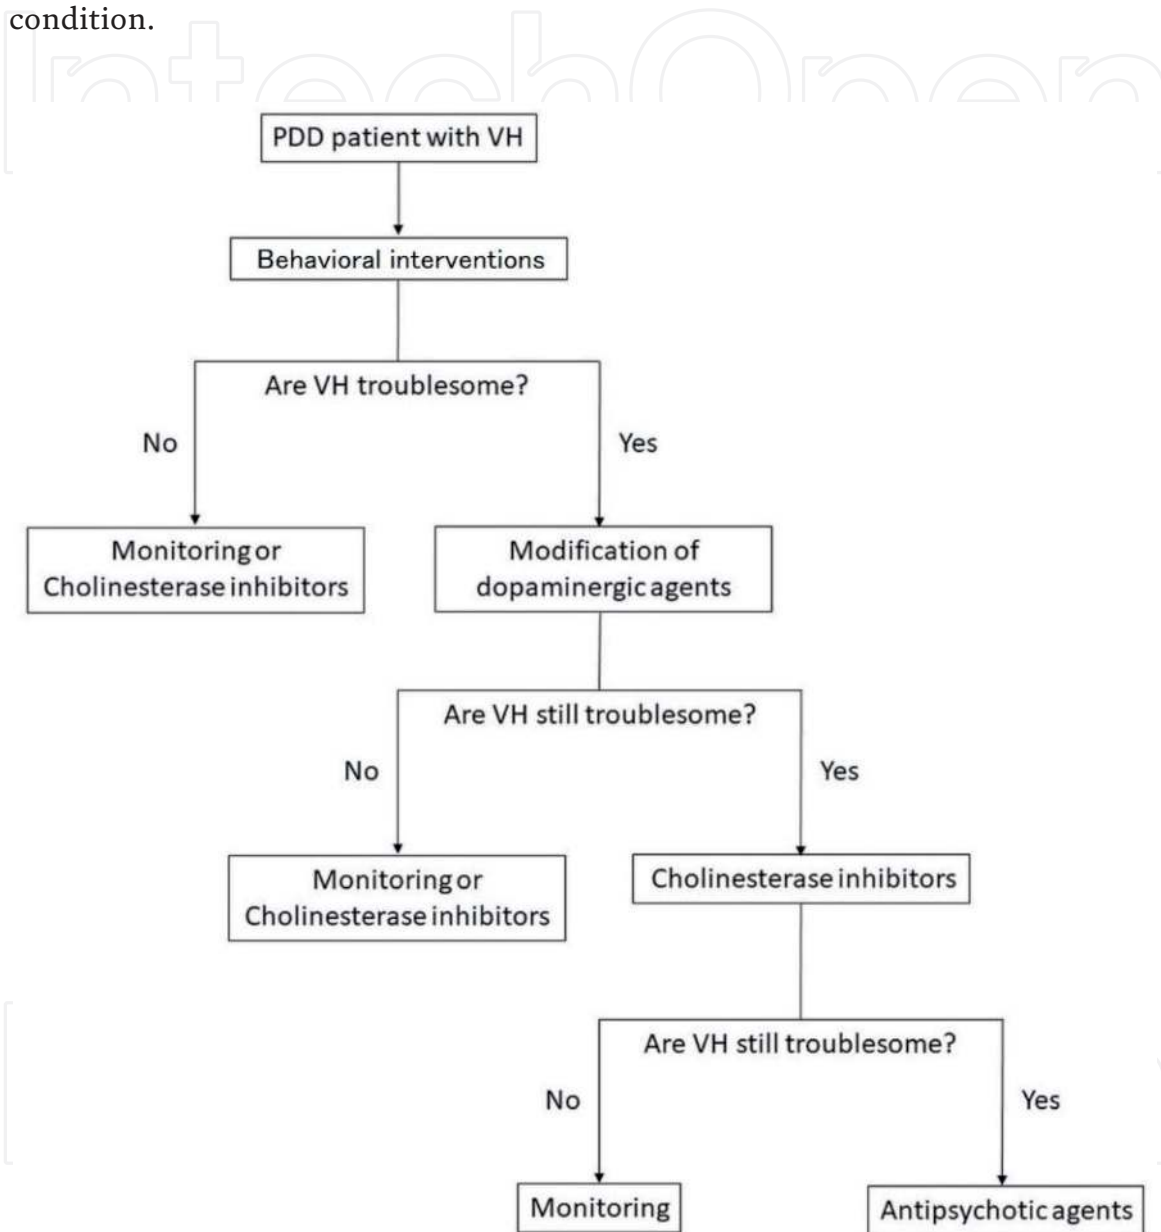 condition.
IntechOpen
PDD patient with VH
Behavioral interventions
Are VH troublesome?
No
Yes
Monitoring or
Cholinesterase inhibitors
Modification of
dopaminergic agents
Are VH still troublesome?
No
Yes
Monitoring or
Cholinesterase inhibitors
Cholinesterase inhibitors
Are VH still troublesome?
No
Yes
Monitoring
Antipsychotic agents